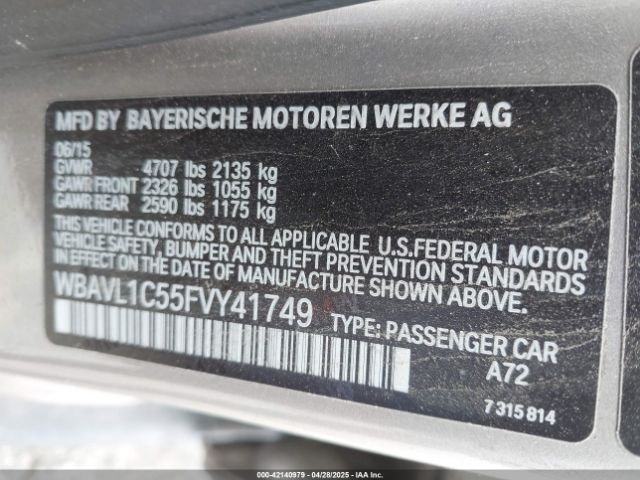 MFD BY BAYERISCHE MOTOREN WERKE AG
06/15
GVWR 4707 lbs 2135 kg
GAWR FRONT 2326 lbs 1055 kg
GAWR REAR 2590 lbs 1175 kg
THIS VEHICLE CONFORMS TO ALL APPLICABLE U.S.FEDERAL MOTOR
VEHICLE SAFETY, BUMPER AND THEFT PREVENTION STANDARDS
IN EFFECT ON THE DATE OF MANUFACTURE SHOWN ABOVE.
WBAVL1C55FVY41749 TYPE: PASSENGER CAR
A72
7 315 814
000-42140979 | 04/28/2025 | IAA, Inc.